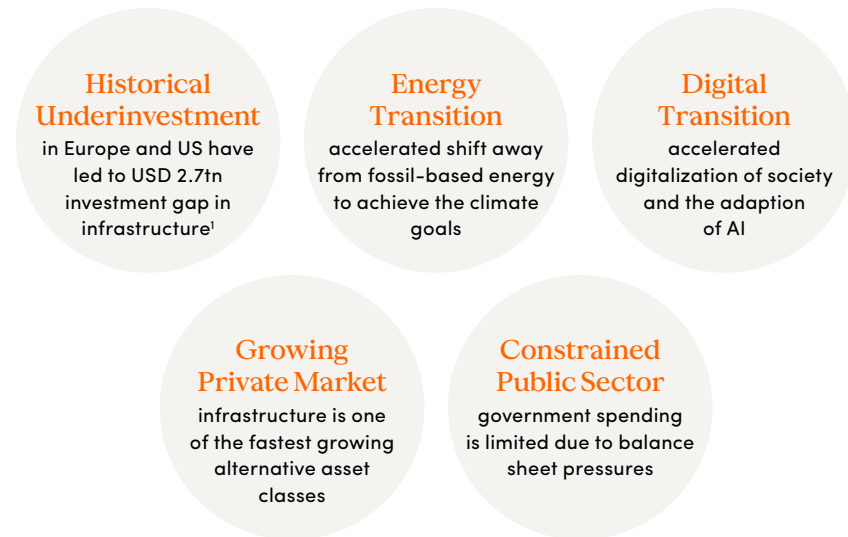 Historical
Underinvestment
in Europe and US have
led to USD 2.7tn
investment gap in
infrastructure¹
Energy
Transition
accelerated shift away
from fossil-based energy
to achieve the climate
goals
Digital
Transition
accelerated
digitalization of society
and the adaption
of AI
Growing
Private Market
infrastructure is one
of the fastest growing
alternative asset
classes
Constrained
Public Sector
government spending
is limited due to balance
sheet pressures